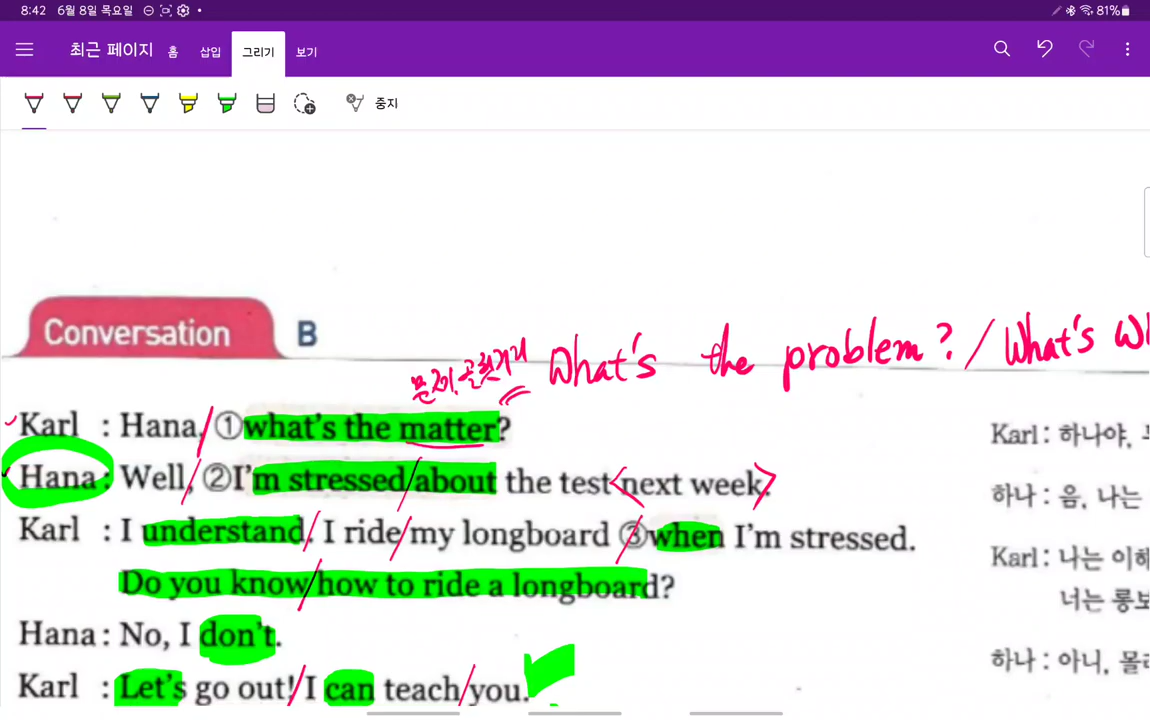 8:42 6월 8일 목요일 81%
최근 페이지 홈 삽입 그리기 보기
중지
Conversation B
문제, 골칫거리 What's the problem? / What's
Karl : Hana, / ①what's the matter?
Hana : Well, / ②I'm stressed / about the test <next week.>
Karl : I understand. / I ride / my longboard / ③when I'm stressed.
Do you know / how to ride a longboard?
Hana : No, I don't.
Karl : Let's go out! / I can teach / you.
Karl : 하나야,
하나 : 음, 나는
Karl : 나는 이해
너는 롱보
하나 : 아니, 몰라